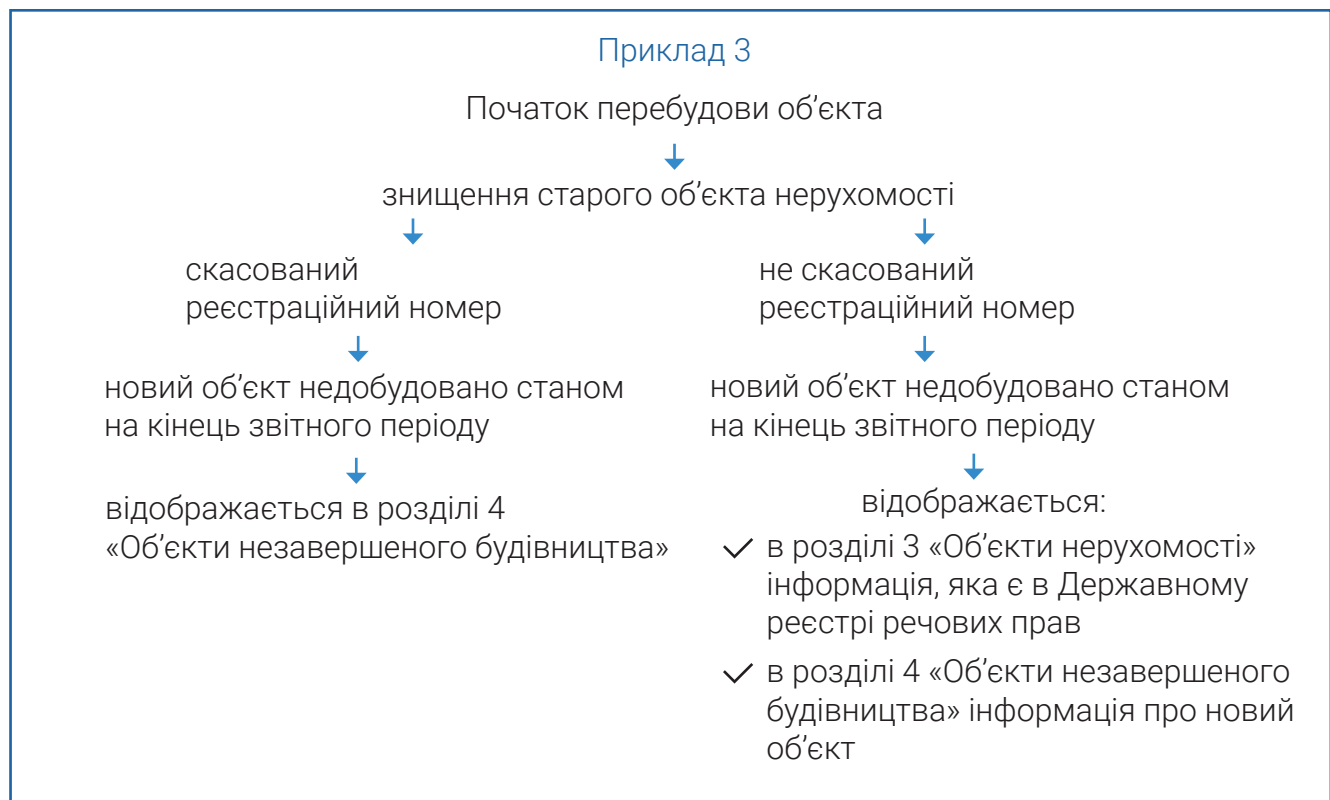 Приклад 3
Початок перебудови об’єкта
знищення старого об’єкта нерухомості
скасований
реєстраційний номер
новий об’єкт недобудовано станом
на кінець звітного періоду
відображається в розділі 4
«Об’єкти незавершеного будівництва»
не скасований
реєстраційний номер
новий об’єкт недобудовано станом
на кінець звітного періоду
відображається:
в розділі 3 «Об’єкти нерухомості»
інформація, яка є в Державному
реєстрі речових прав
в розділі 4 «Об’єкти незавершеного
будівництва» інформація про новий
об’єкт